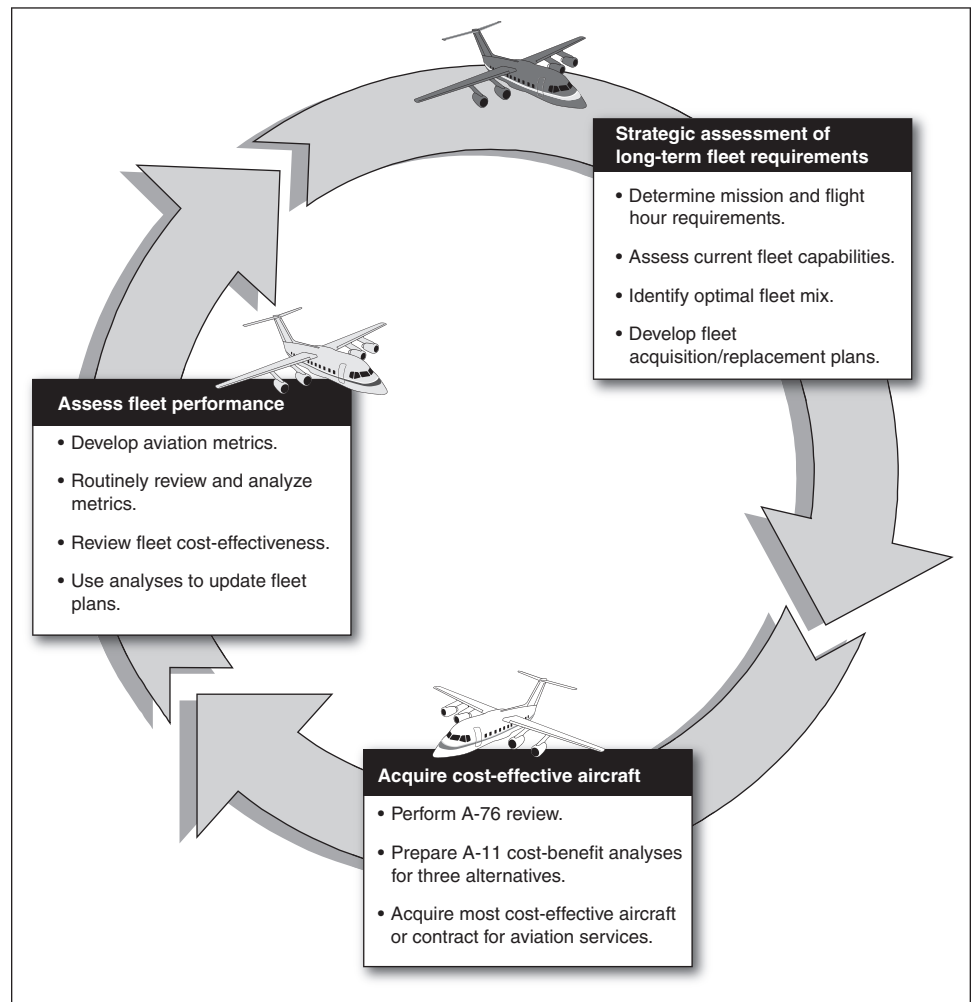 Strategic assessment of
long-term fleet requirements
• Determine mission and flight
hour requirements.
• Assess current fleet capabilities.
• Identify optimal fleet mix.
• Develop fleet
acquisition/replacement plans.
Assess fleet performance
• Develop aviation metrics.
• Routinely review and analyze
metrics.
• Review fleet cost-effectiveness.
• Use analyses to update fleet
plans.
Acquire cost-effective aircraft
• Perform A-76 review.
• Prepare A-11 cost-benefit analyses
for three alternatives.
• Acquire most cost-effective aircraft
or contract for aviation services.